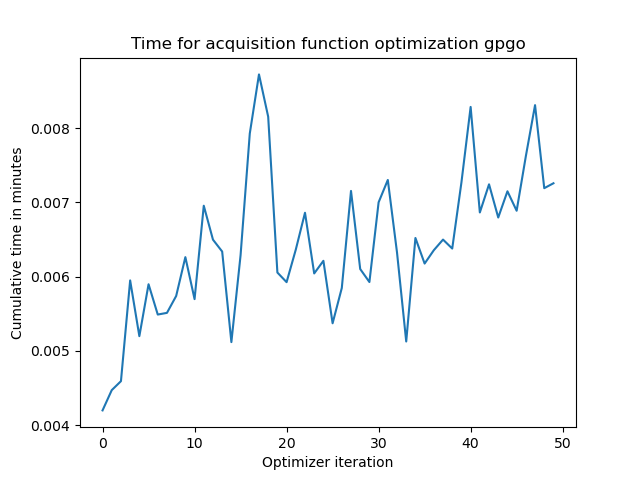 Time for acquisition function optimization gpgo
Cumulative time in minutes
0.008
0.007
0.006
0.005
0.004
0 10 20 30 40 50
Optimizer iteration